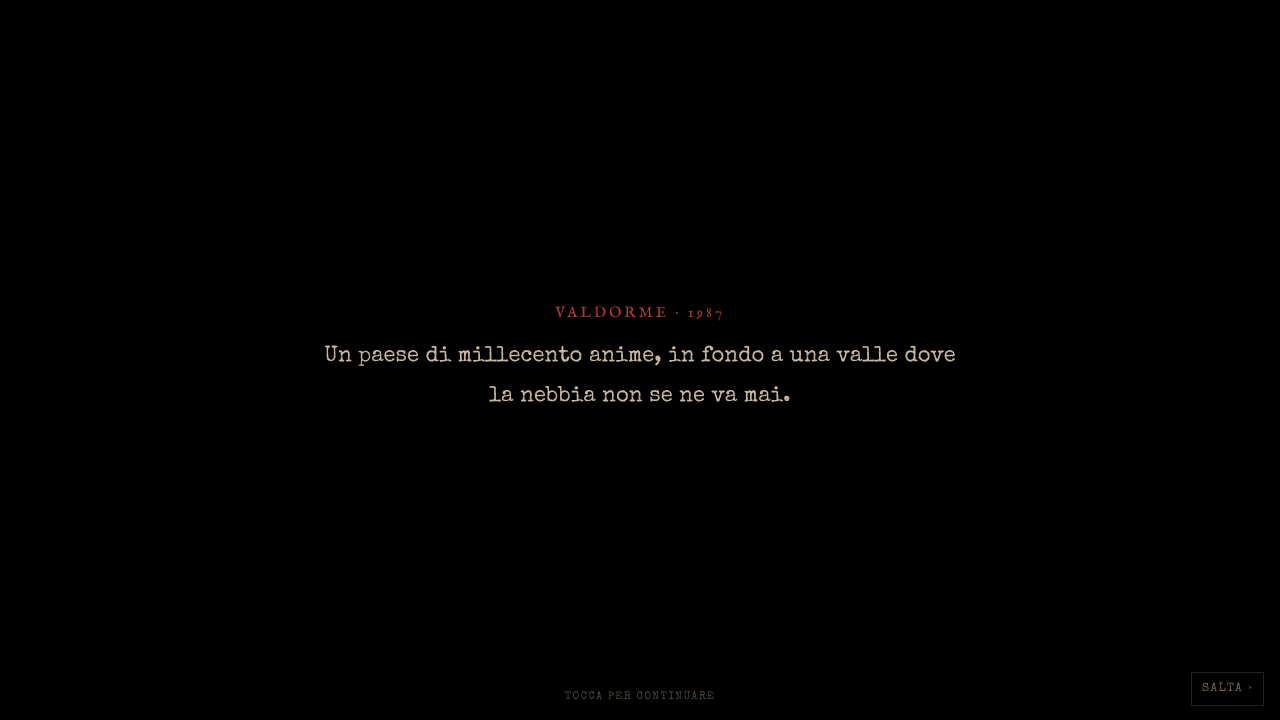 VALDORME · 1987
Un paese di millecento anime, in fondo a una valle dove
la nebbia non se ne va mai.
TOCCA PER CONTINUARE
SALTA ›